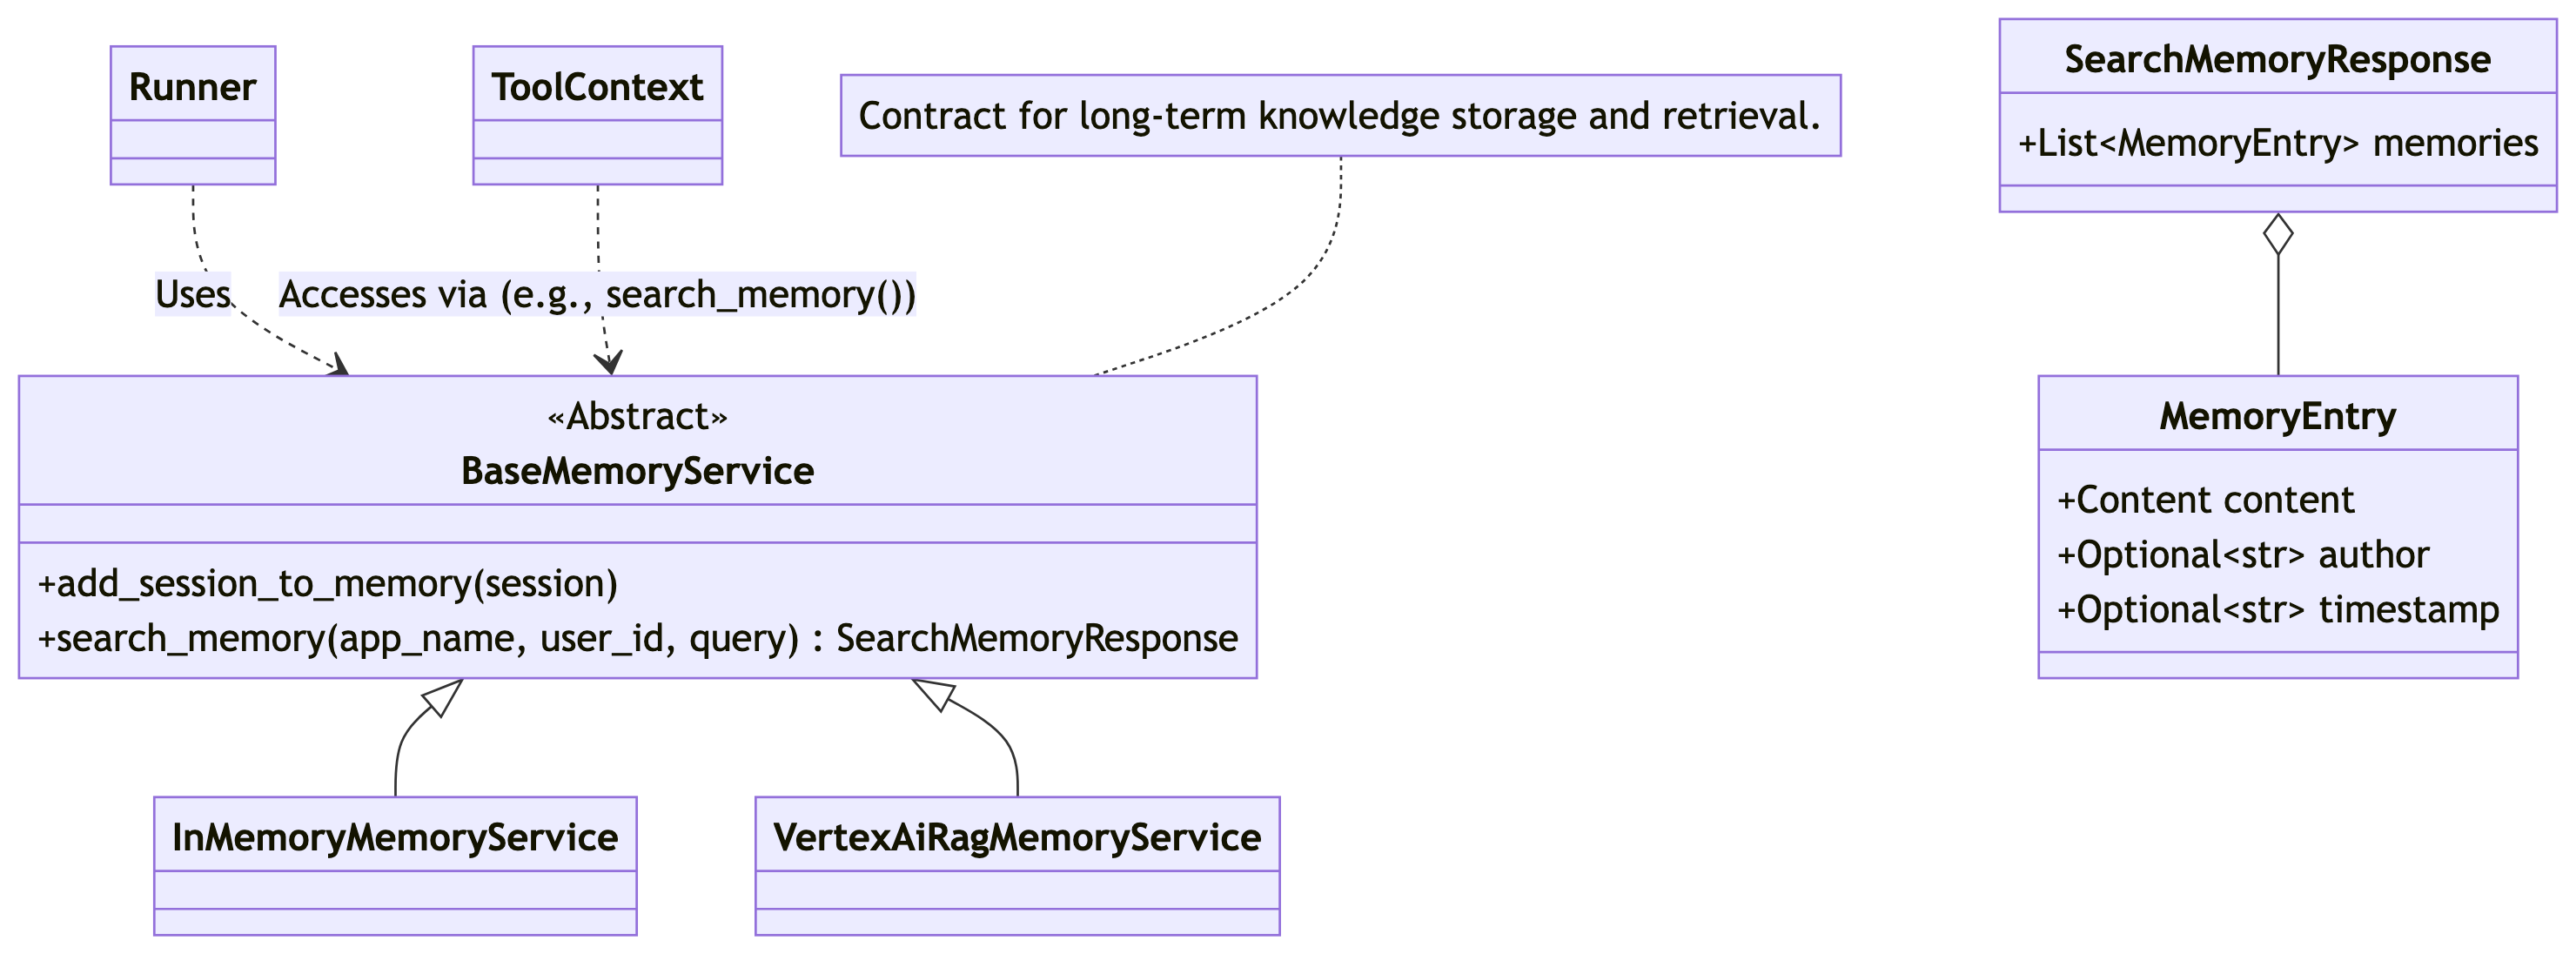 Runner
ToolContext
Contract for long-term knowledge storage and retrieval.
SearchMemoryResponse
+List<MemoryEntry> memories
Uses
Accesses via (e.g., search_memory())
«Abstract»
BaseMemoryService
+add_session_to_memory(session)
+search_memory(app_name, user_id, query) : SearchMemoryResponse
MemoryEntry
+Content content
+Optional<str> author
+Optional<str> timestamp
InMemoryMemoryService
VertexAiRagMemoryService